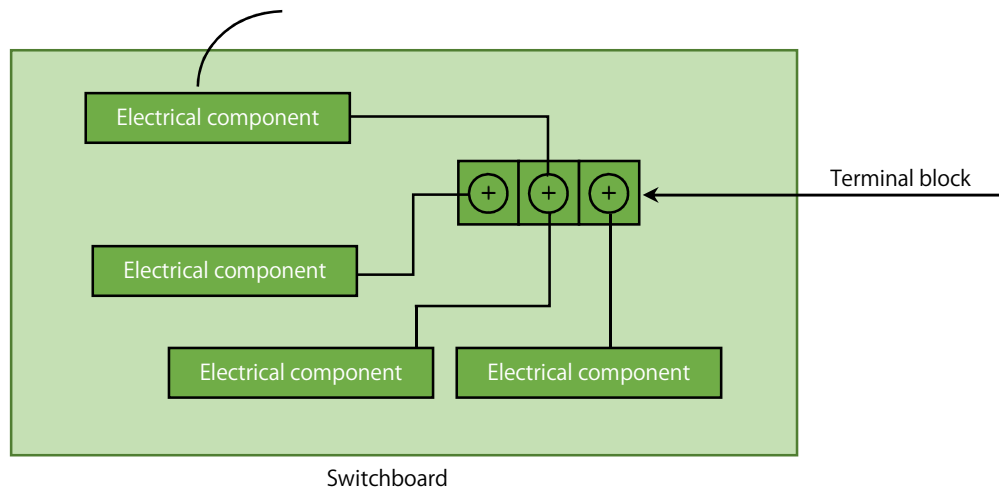 Electrical component
+ + +
Terminal block
Electrical component
Electrical component
Electrical component
Switchboard